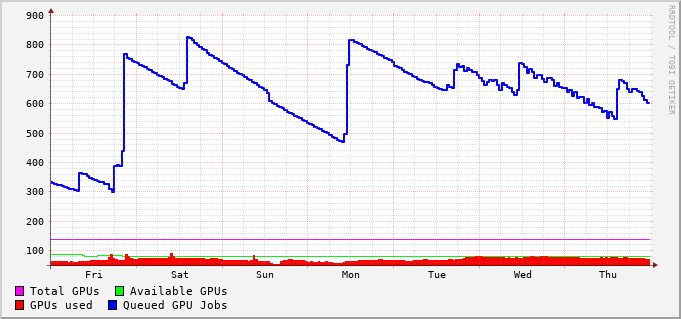 900
800
700
600
500
400
300
200
100
Fri Sat Sun Mon Tue Wed Thu
Total GPUs Available GPUs
GPUs used Queued GPU Jobs
RRDTOOL / TOBI OETIKER